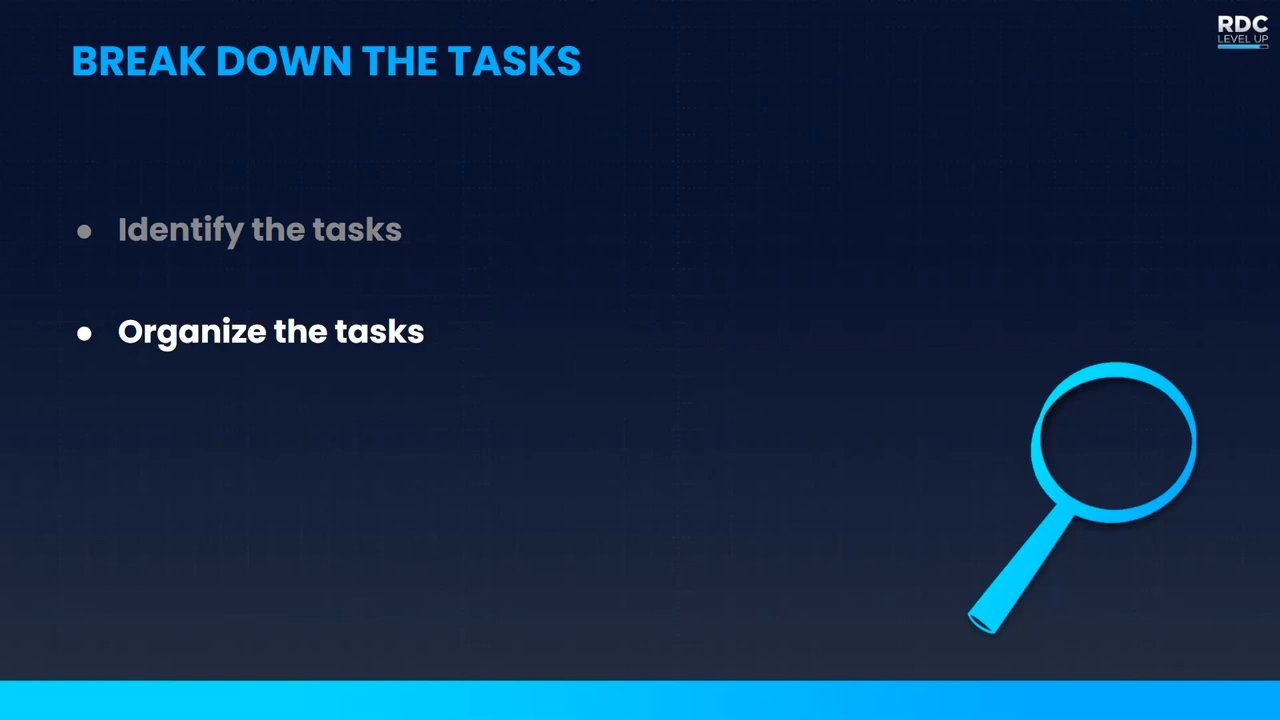 BREAK DOWN THE TASKS
RDC
LEVEL UP
● Identify the tasks
● Organize the tasks